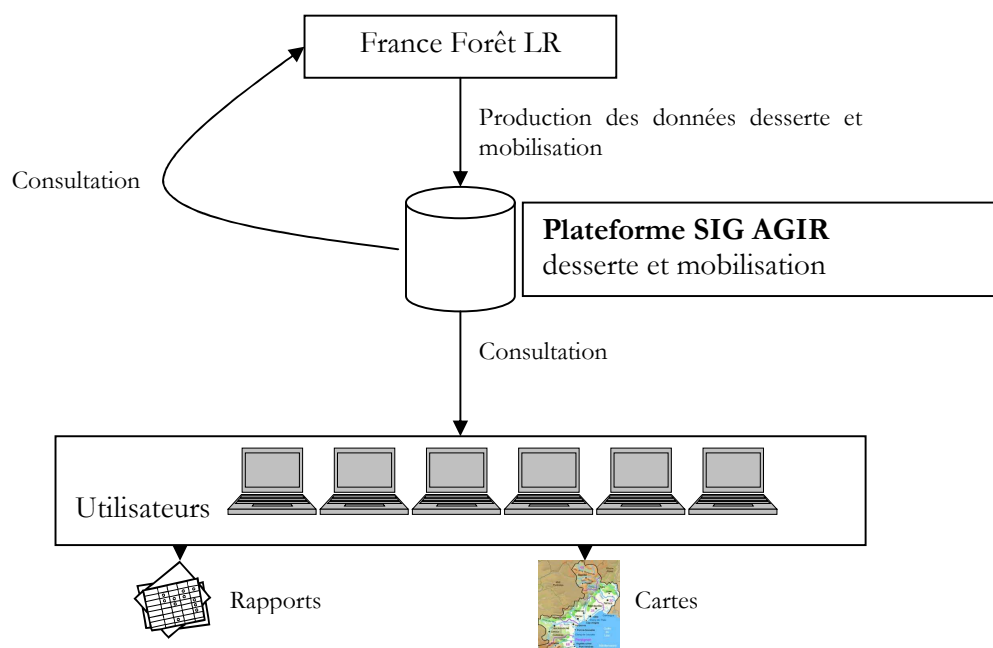 France Forêt LR
Production des données desserte et
mobilisation
Consultation
Plateforme SIG AGIR
desserte et mobilisation
Consultation
Utilisateurs
Rapports
Cartes